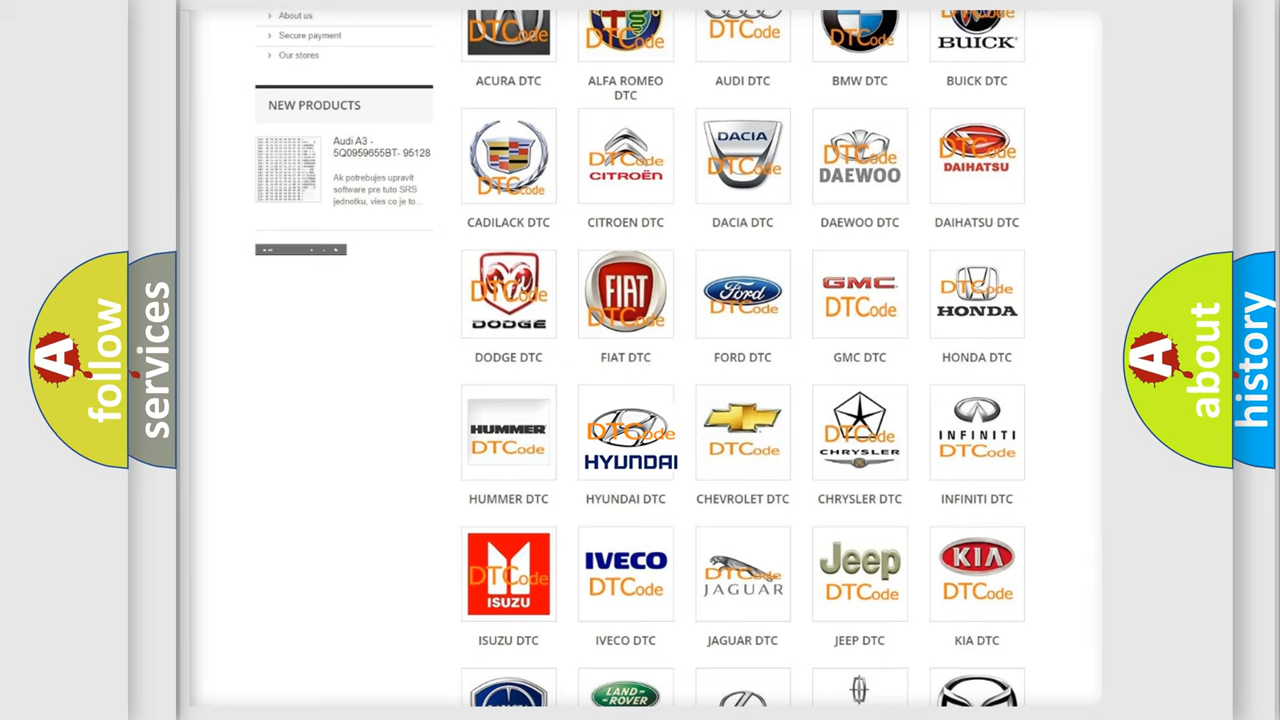 About us
Secure payment
Our stores
NEW PRODUCTS
Audi A3 -
5Q0959655BT- 95128
Ak potrebujes upravit
software pre tuto SRS
jednotku, vies co je to...
DTCode
DTCode
DTCode
DTCode
BUICK
ACURA DTC
ALFA ROMEO
DTC
AUDI DTC
BMW DTC
BUICK DTC
DTCode
DTCode
CITROËN
DACIA
DTCode
DTCode
DAEWOO
DTCode
DAIHATSU
CADILACK DTC
CITROEN DTC
DACIA DTC
DAEWOO DTC
DAIHATSU DTC
DTCode
DODGE
FIAT
DTCode
Ford
DTCode
GMC
DTCode
DTCode
HONDA
DODGE DTC
FIAT DTC
FORD DTC
GMC DTC
HONDA DTC
HUMMER
DTCode
DTCode
HYUNDAI
DTCode
DTCode
CHRYSLER
INFINITI
DTCode
HUMMER DTC
HYUNDAI DTC
CHEVROLET DTC
CHRYSLER DTC
INFINITI DTC
DTCode
ISUZU
IVECO
DTCode
DTCode
JAGUAR
Jeep
DTCode
KIA
DTCode
ISUZU DTC
IVECO DTC
JAGUAR DTC
JEEP DTC
KIA DTC
LAND-
ROVER
A follow
services
A about
history